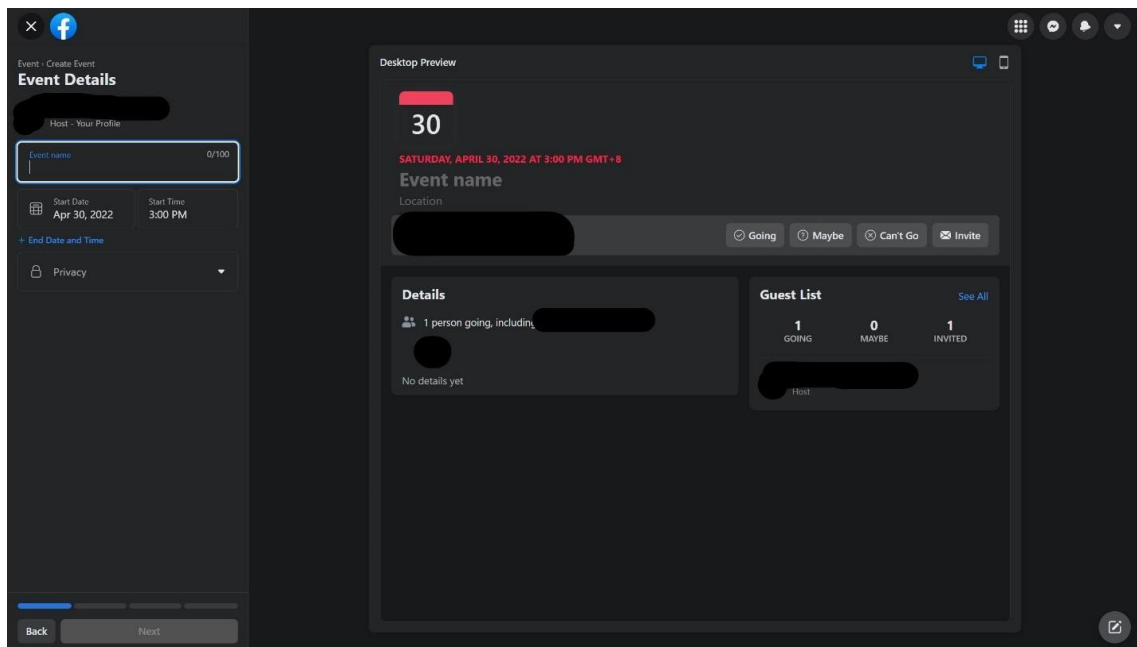 Event › Create Event
Event Details
Host - Your Profile
Event name 0/100
Start Date Start Time
Apr 30, 2022 3:00 PM
+ End Date and Time
Privacy
Back Next
Desktop Preview
30
SATURDAY, APRIL 30, 2022 AT 3:00 PM GMT+8
Event name
Location
Going Maybe Can't Go Invite
Details
1 person going, including
No details yet
Guest List See All
1 0 1
GOING MAYBE INVITED
Host